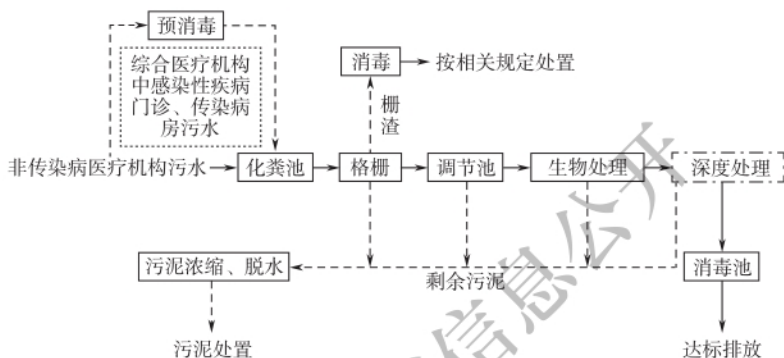 预消毒
综合医疗机构
中感染性疾病
门诊、传染病
房污水
消毒
按相关规定处置
栅
渣
非传染病医疗机构污水
化粪池
格栅
调节池
生物处理
深度处理
污泥浓缩、脱水
剩余污泥
消毒池
污泥处置
达标排放
信息公开